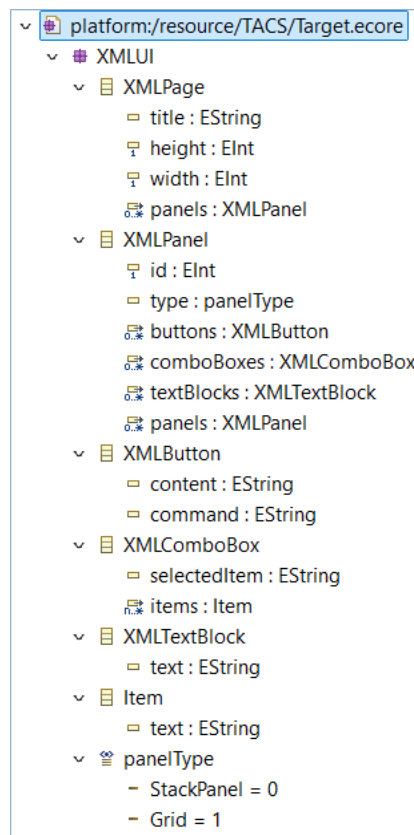 platform:/resource/TACS/Target.ecore
XMLUI
XMLPage
title : EString
height : EInt
width : EInt
panels : XMLPanel
XMLPanel
id : EInt
type : panelType
buttons : XMLButton
comboBoxes : XMLComboBox
textBlocks : XMLTextBlock
panels : XMLPanel
XMLButton
content : EString
command : EString
XMLComboBox
selectedItem : EString
items : Item
XMLTextBlock
text : EString
Item
text : EString
panelType
StackPanel = 0
Grid = 1